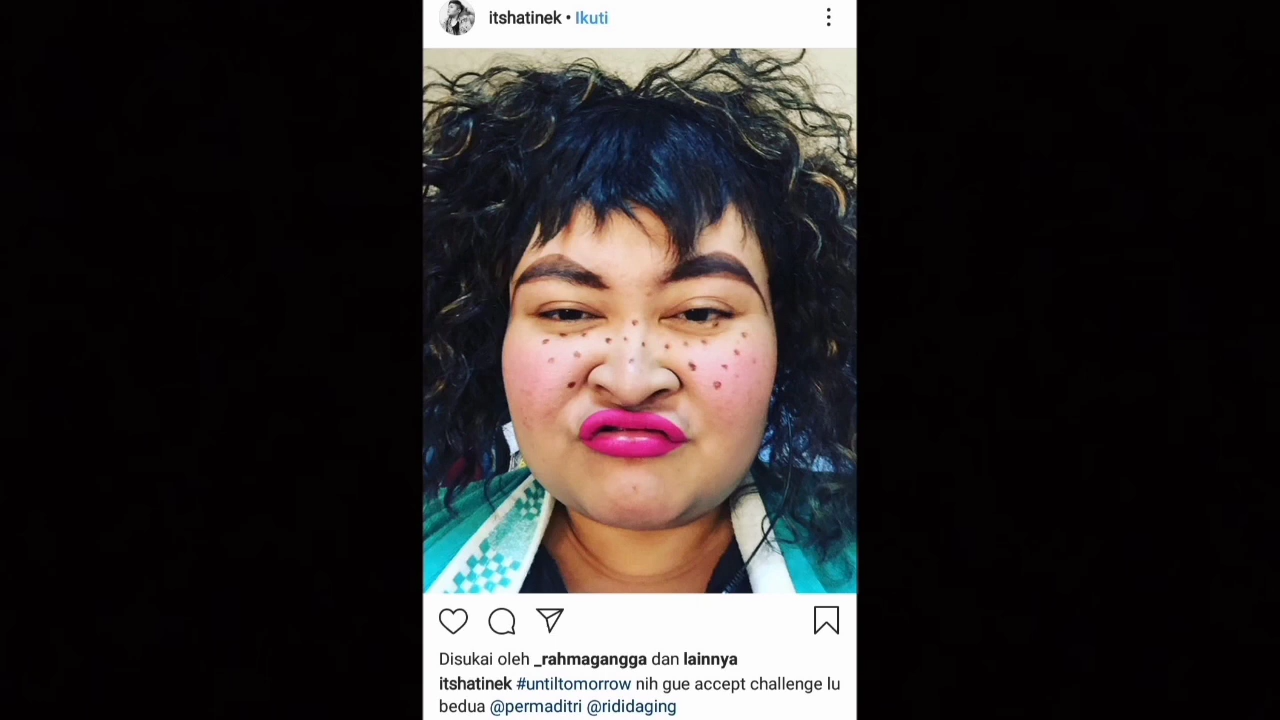 itshatinek • Ikuti
Disukai oleh _rahmagangga dan lainnya
itshatinek #untiltomorrow nih gue accept challenge lu
bedua @permaditri @rididaging